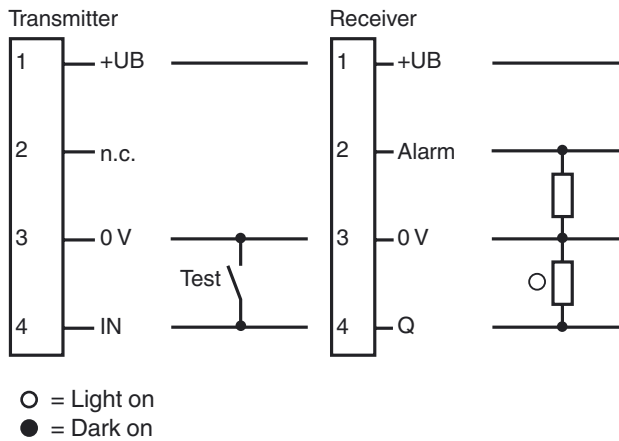 Transmitter
1 +UB
2 n.c.
3 0 V
Test
4 IN
Receiver
1 +UB
2 Alarm
3 0 V
4 Q
= Light on
= Dark on